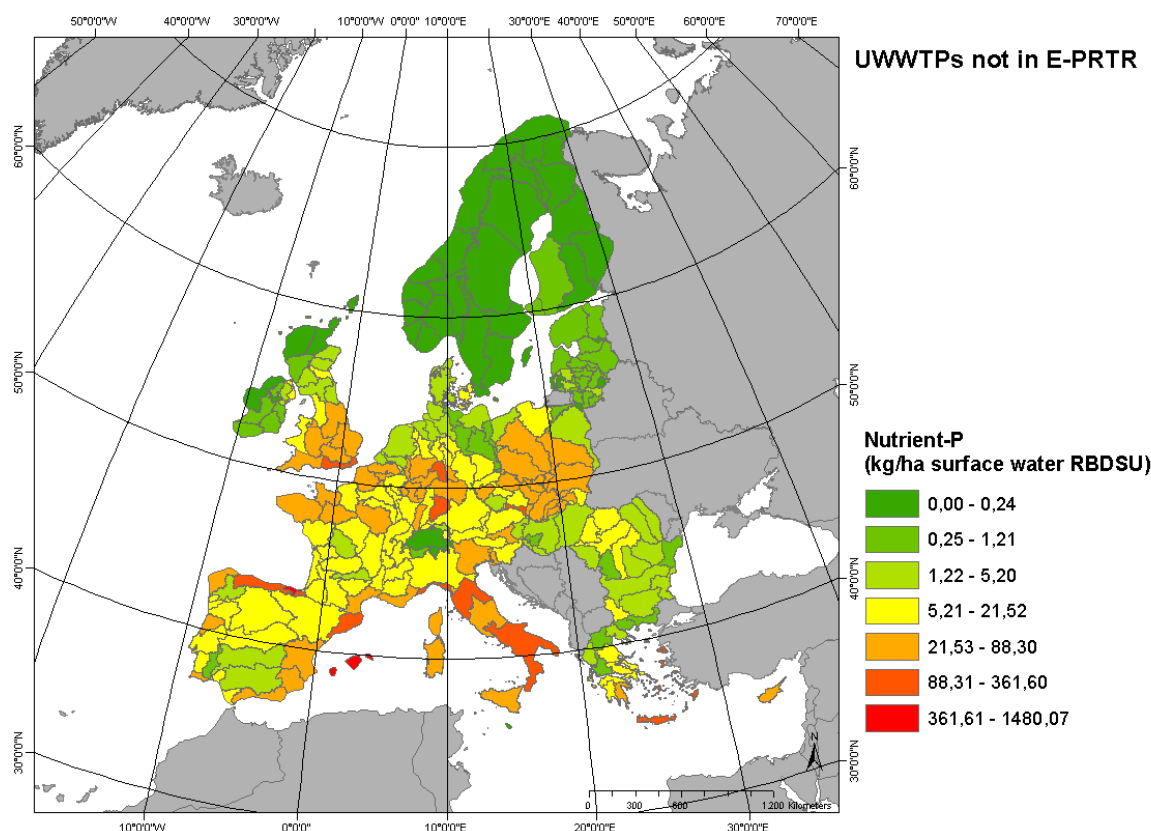 50°0'0"W 40°0'0"W 30°0'0"W 10°0'0"W 0°0'0" 10°0'0"E 30°0'0"E 40°0'0"E 50°0'0"E 70°0'0"E
UWWTPs not in E-PRTR
60°0'0"N 60°0'0"N
50°0'0"N 50°0'0"N
40°0'0"N 40°0'0"N
30°0'0"N 30°0'0"N
Nutrient-P
(kg/ha surface water RBDSU)
0,00 - 0,24
0,25 - 1,21
1,22 - 5,20
5,21 - 21,52
21,53 - 88,30
88,31 - 361,60
361,61 - 1480,07
N
0 300 600 1.200 Kilometers
10°0'0"W 0°0'0" 10°0'0"E 20°0'0"E 30°0'0"E